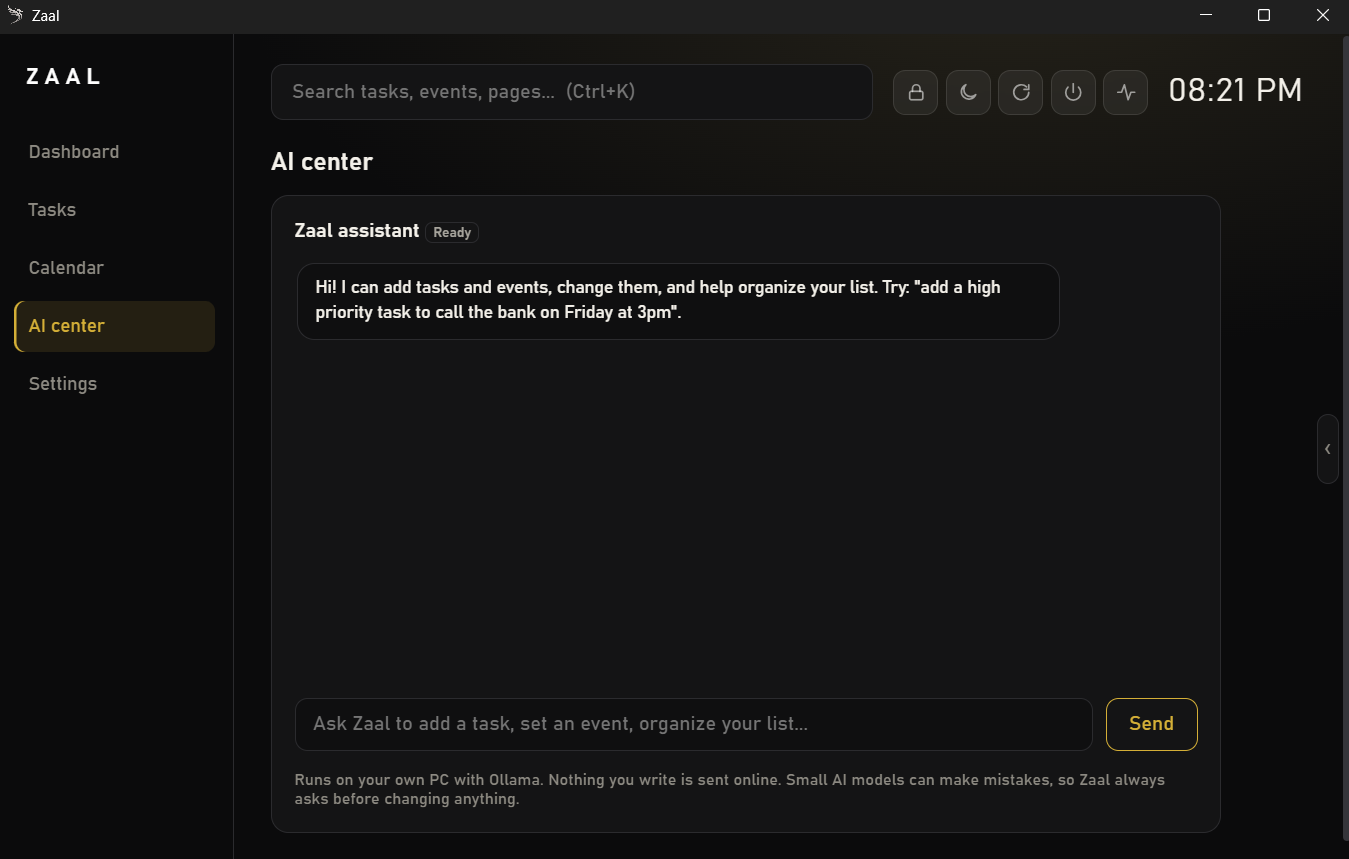 Zaal
ZAAL
Dashboard
Tasks
Calendar
AI center
Settings
Search tasks, events, pages... (Ctrl+K)
08:21 PM
AI center
Zaal assistant Ready
Hi! I can add tasks and events, change them, and help organize your list. Try: "add a high
priority task to call the bank on Friday at 3pm".
Ask Zaal to add a task, set an event, organize your list...
Send
Runs on your own PC with Ollama. Nothing you write is sent online. Small AI models can make mistakes, so Zaal always
asks before changing anything.